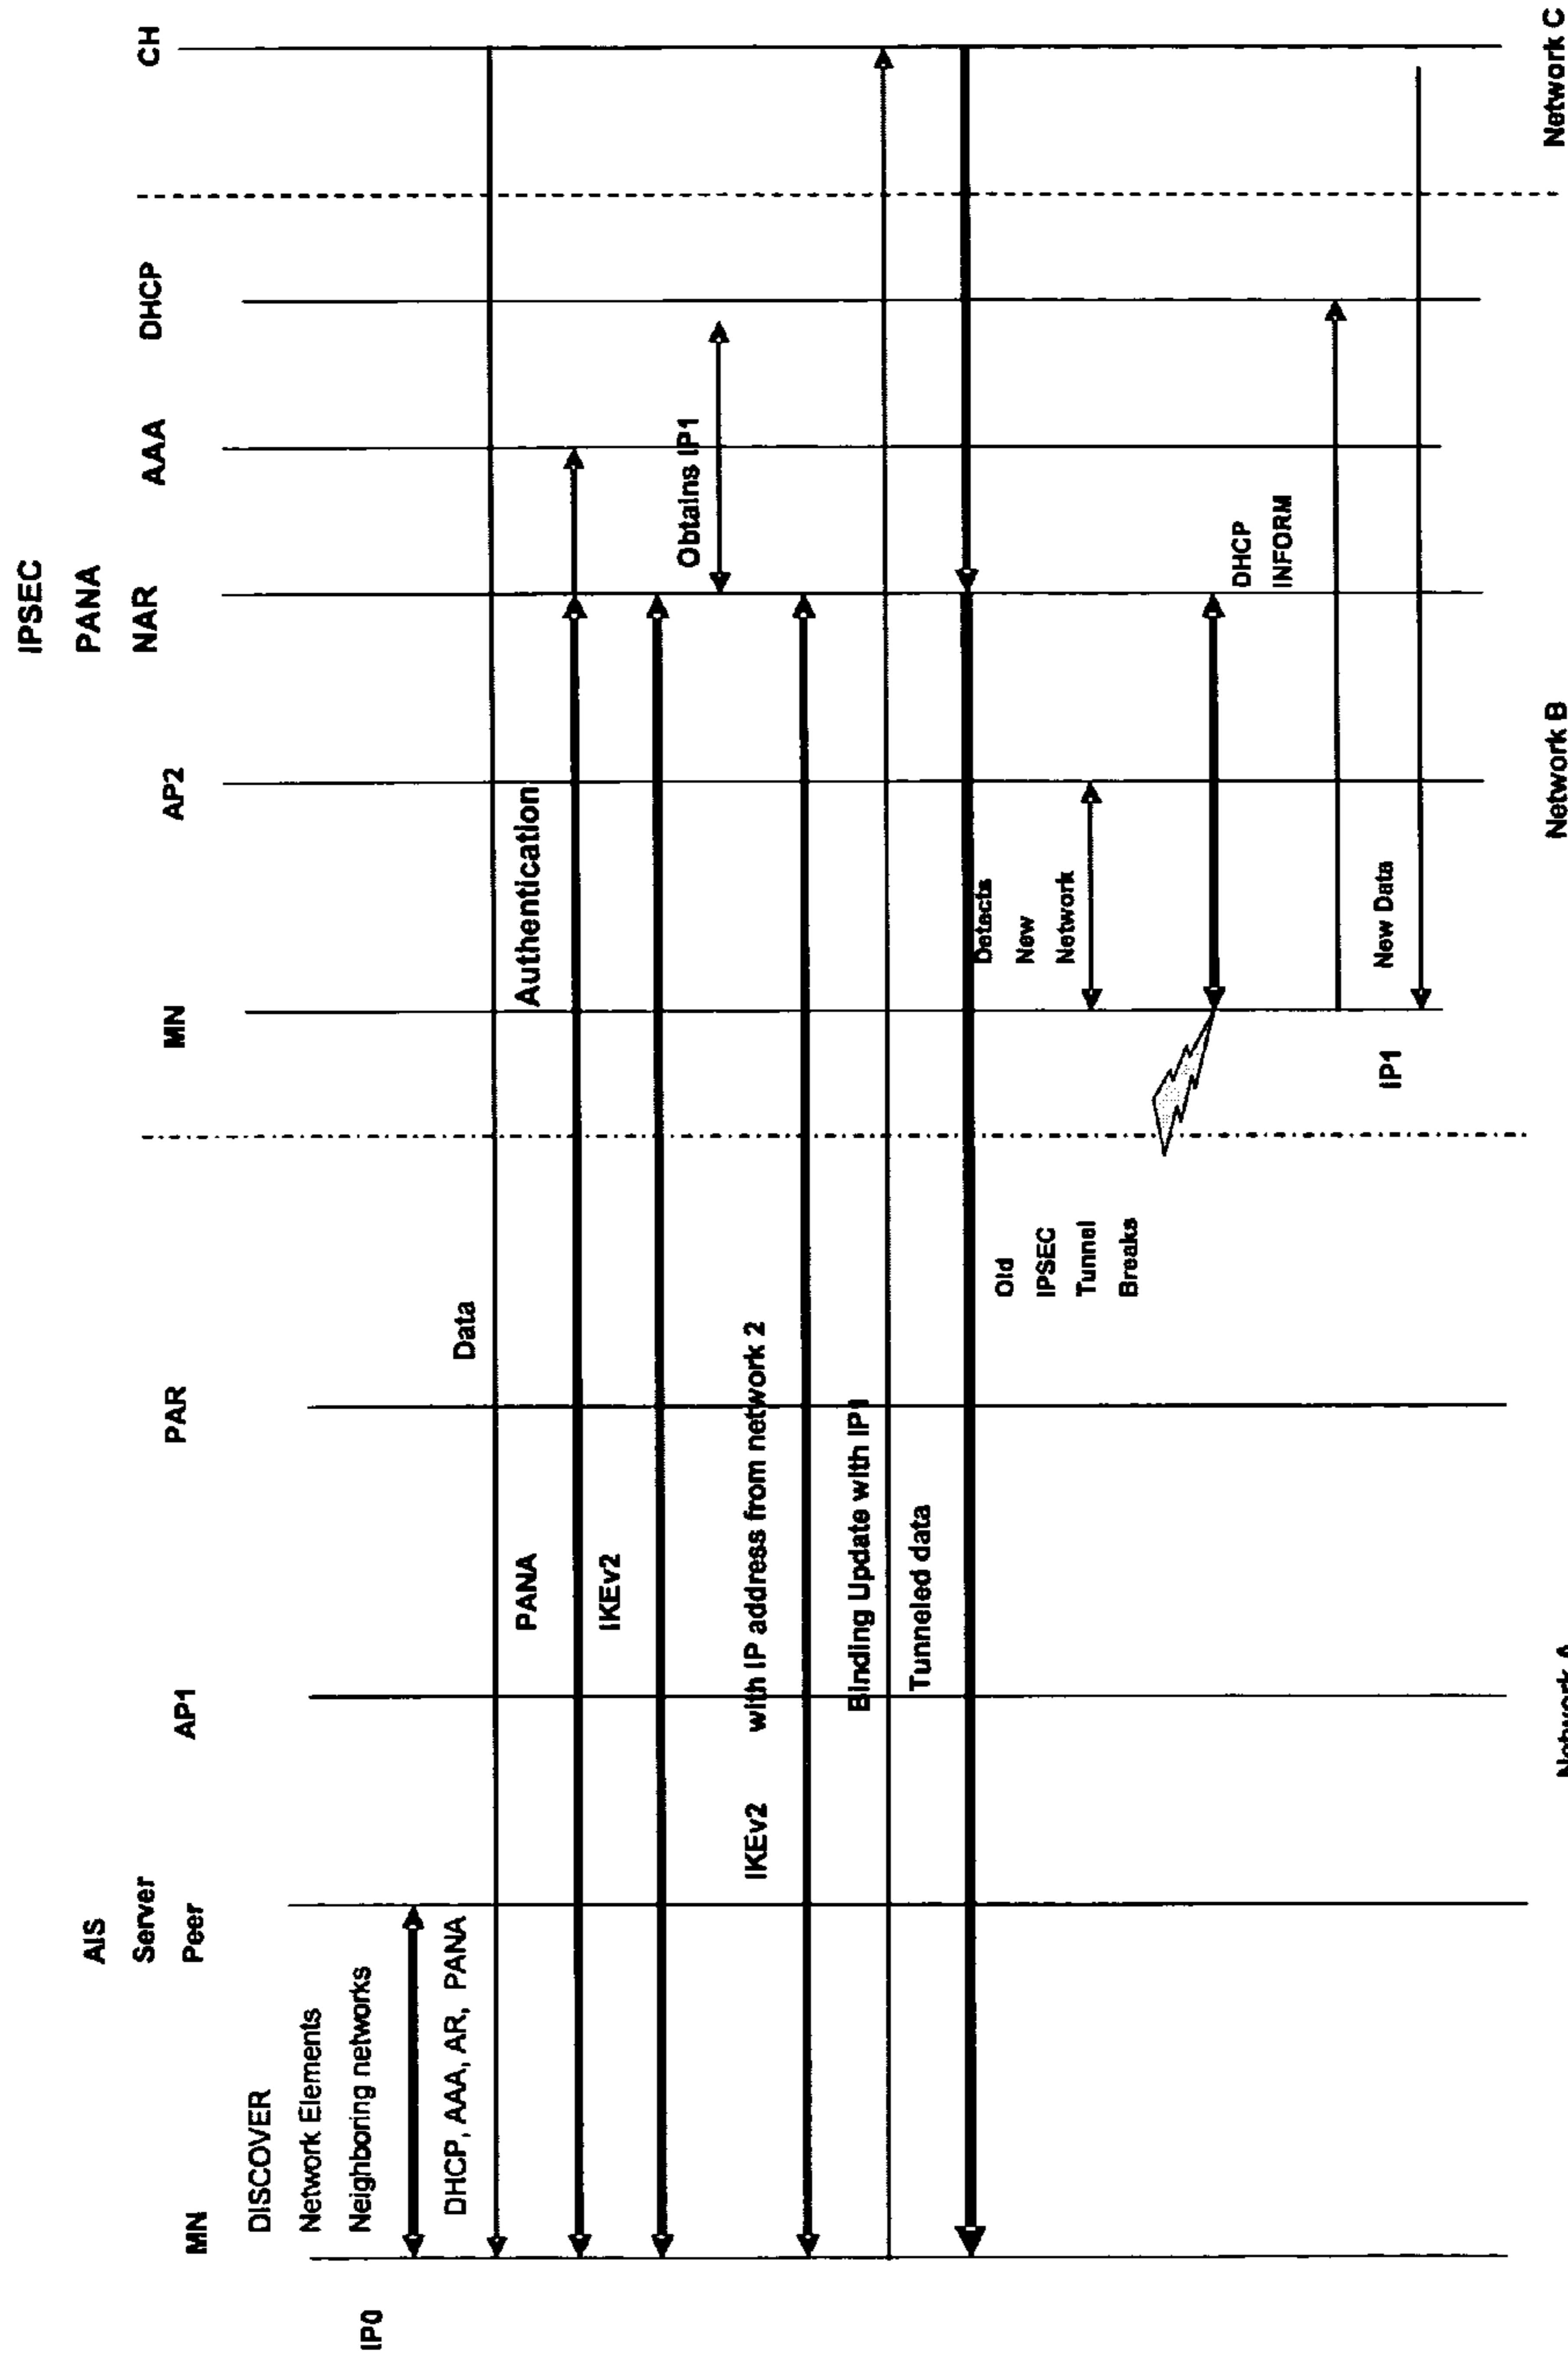 IPSEC
AIS
PANA
Server
MN
Peer
AP1
PAR
MN
AP2
NAR
AAA
DHCP
CH
DISCOVER
Network Elements
Neighboring networks
IP0
DHCP, AAA, AR, PANA
Data
PANA
Authentication
IKEv2
Obtains IP1
IKEv2
with IP address from network 2
Binding Update with IP1
Tunneled data
Old
IPSEC
Tunnel
Breaks
Detects
New
Network
DHCP
INFORM
IP1
New Data
Network A
Network B
Network C